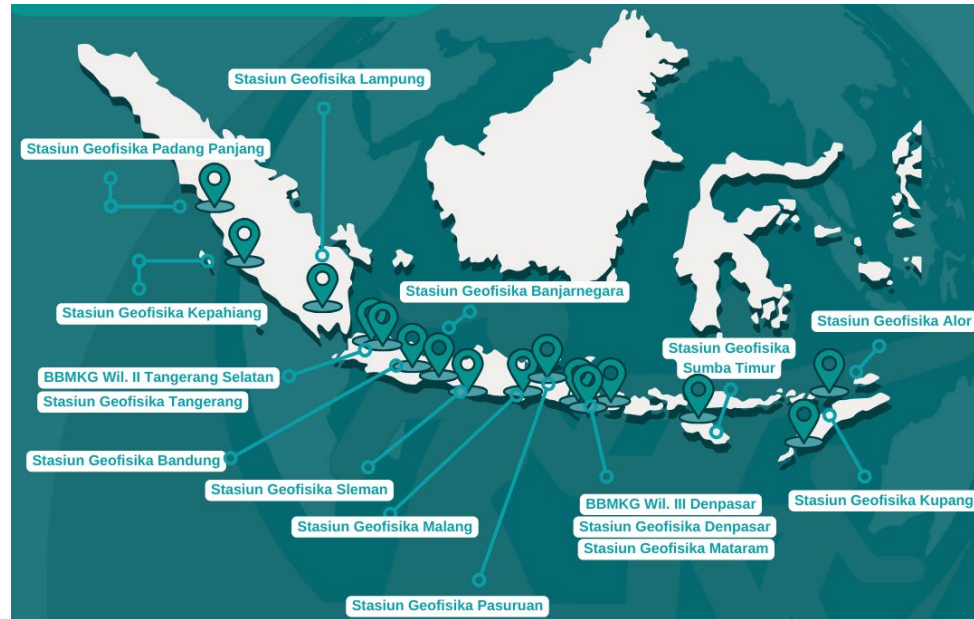 Stasiun Geofisika Lampung
Stasiun Geofisika Padang Panjang
Stasiun Geofisika Kepahiang
Stasiun Geofisika Banjarnegara
Stasiun Geofisika Alor
Stasiun Geofisika
Sumba Timur
BBMKG Wil. II Tangerang Selatan
Stasiun Geofisika Tangerang
Stasiun Geofisika Bandung
Stasiun Geofisika Sleman
Stasiun Geofisika Malang
BBMKG Wil. III Denpasar
Stasiun Geofisika Denpasar
Stasiun Geofisika Mataram
Stasiun Geofisika Kupang
Stasiun Geofisika Pasuruan